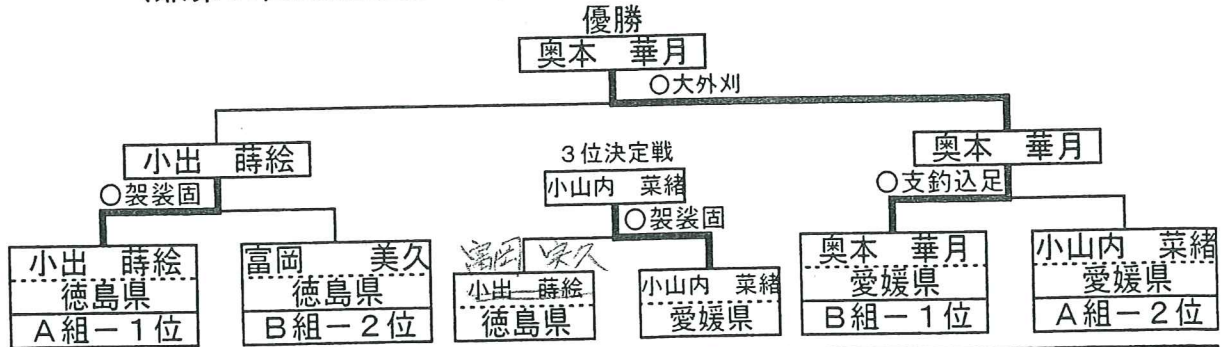 優勝
奥本 華月
○大外刈
小出 蒔絵
3位決定戦
小山内 菜緒
奥本 華月
○袈裟固
○袈裟固
○支釣込足
小出 蒔絵
徳島県
A組－1位
富岡 美久
徳島県
B組－2位
富岡 実久
小出 蒔絵
徳島県
小山内 菜緒
愛媛県
奥本 華月
愛媛県
B組－1位
小山内 菜緒
愛媛県
A組－2位